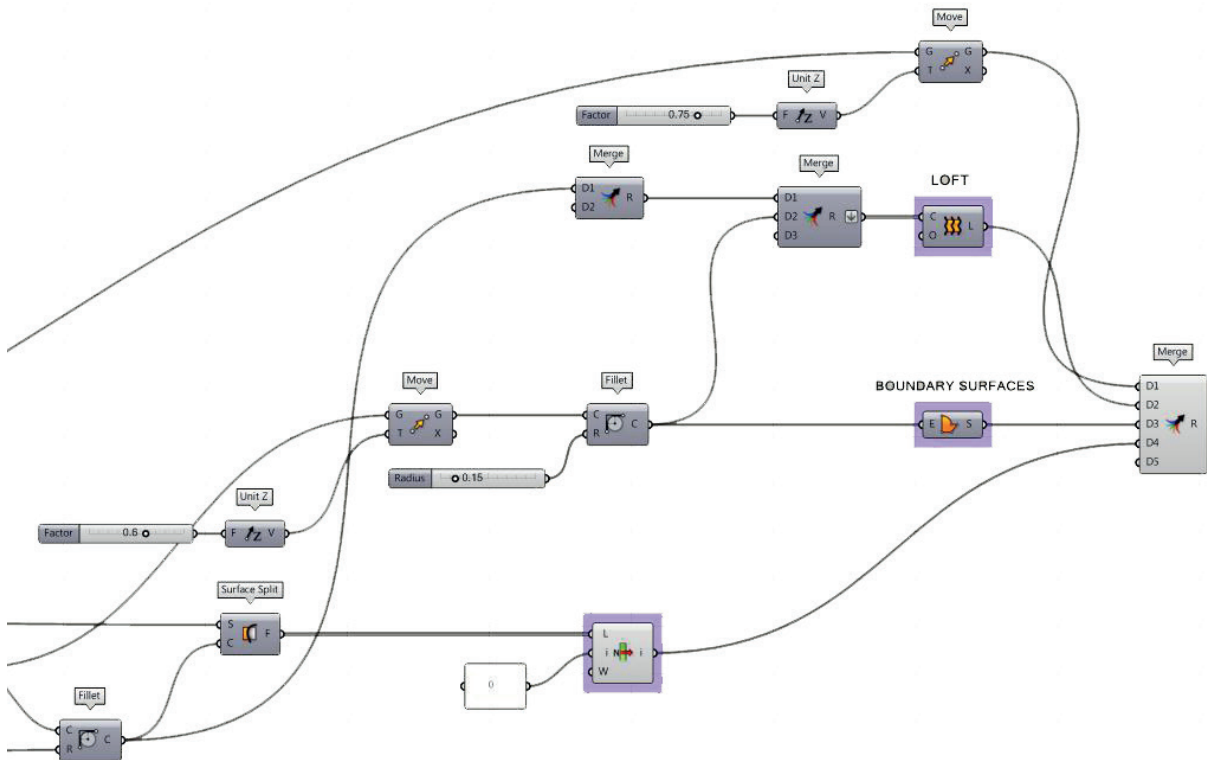 Move
G G
T X
Unit Z
Factor 0.75
F V
Merge
D1 R
D2
Merge
D1
D2 R
D3
LOFT
C L
O
Merge
D1
D2
D3 R
D4
D5
Move
G G
T X
Fillet
C C
R
BOUNDARY SURFACES
E S
Radius 0.15
Unit Z
Factor 0.6
F V
Surface Split
S F
C
L
i N i
W
0
Fillet
C C
R